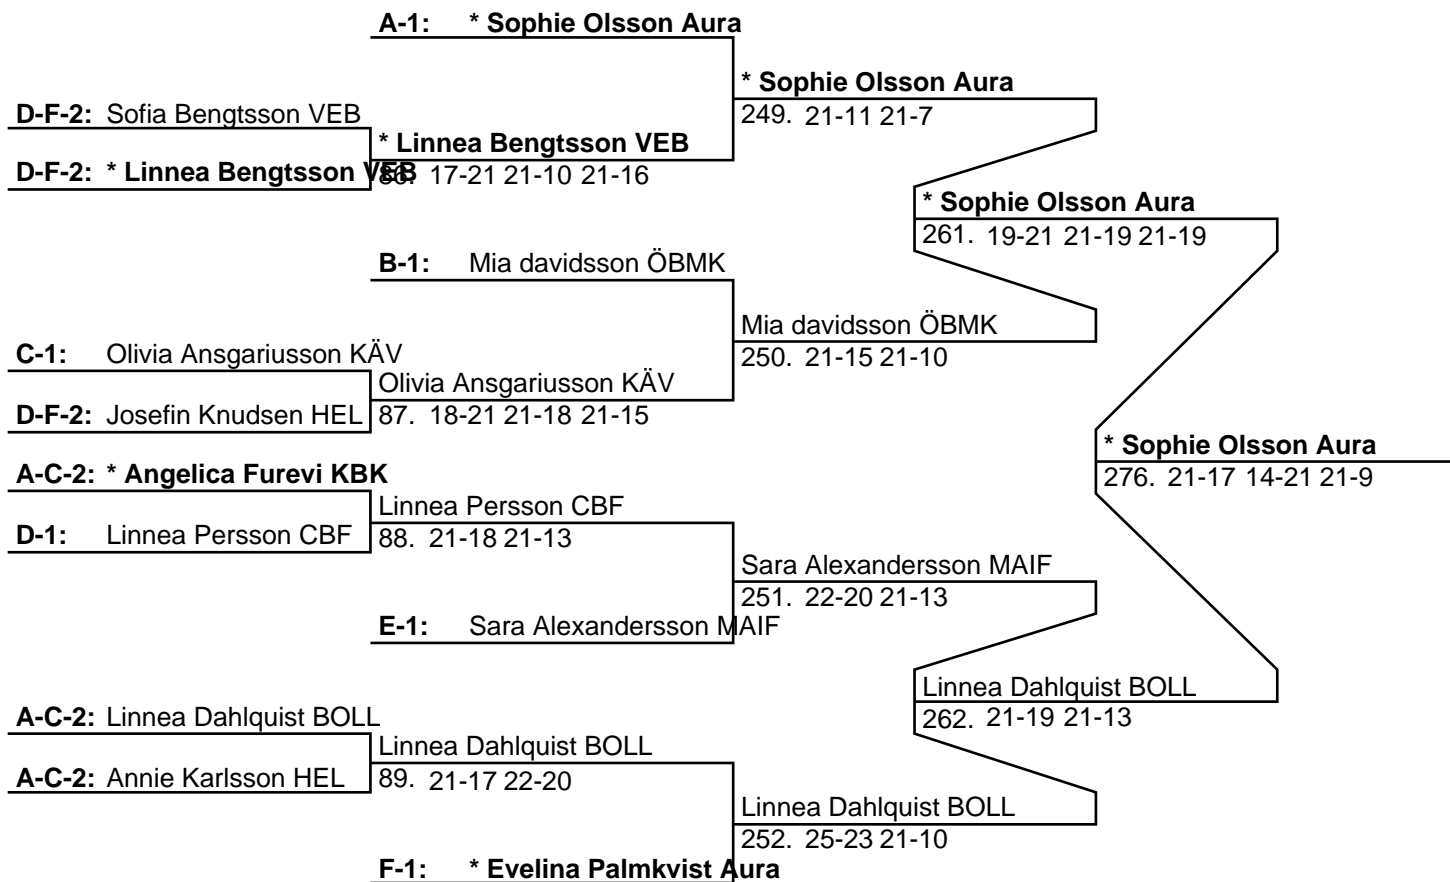 A-1: * Sophie Olsson Aura
* Sophie Olsson Aura
D-F-2: Sofia Bengtsson VEB
249. 21-11 21-7
* Linnea Bengtsson VEB
D-F-2: * Linnea Bengtsson VEB
86. 17-21 21-10 21-16
* Sophie Olsson Aura
261. 19-21 21-19 21-19
B-1: Mia davidsson ÖBMK
Mia davidsson ÖBMK
C-1: Olivia Ansgariusson KÄV
250. 21-15 21-10
Olivia Ansgariusson KÄV
D-F-2: Josefin Knudsen HEL
87. 18-21 21-18 21-15
* Sophie Olsson Aura
A-C-2: * Angelica Furevi KBK
276. 21-17 14-21 21-9
Linnea Persson CBF
D-1: Linnea Persson CBF
88. 21-18 21-13
Sara Alexandersson MAIF
251. 22-20 21-13
E-1: Sara Alexandersson MAIF
Linnea Dahlquist BOLL
A-C-2: Linnea Dahlquist BOLL
262. 21-19 21-13
Linnea Dahlquist BOLL
A-C-2: Annie Karlsson HEL
89. 21-17 22-20
Linnea Dahlquist BOLL
252. 25-23 21-10
F-1: * Evelina Palmkvist Aura